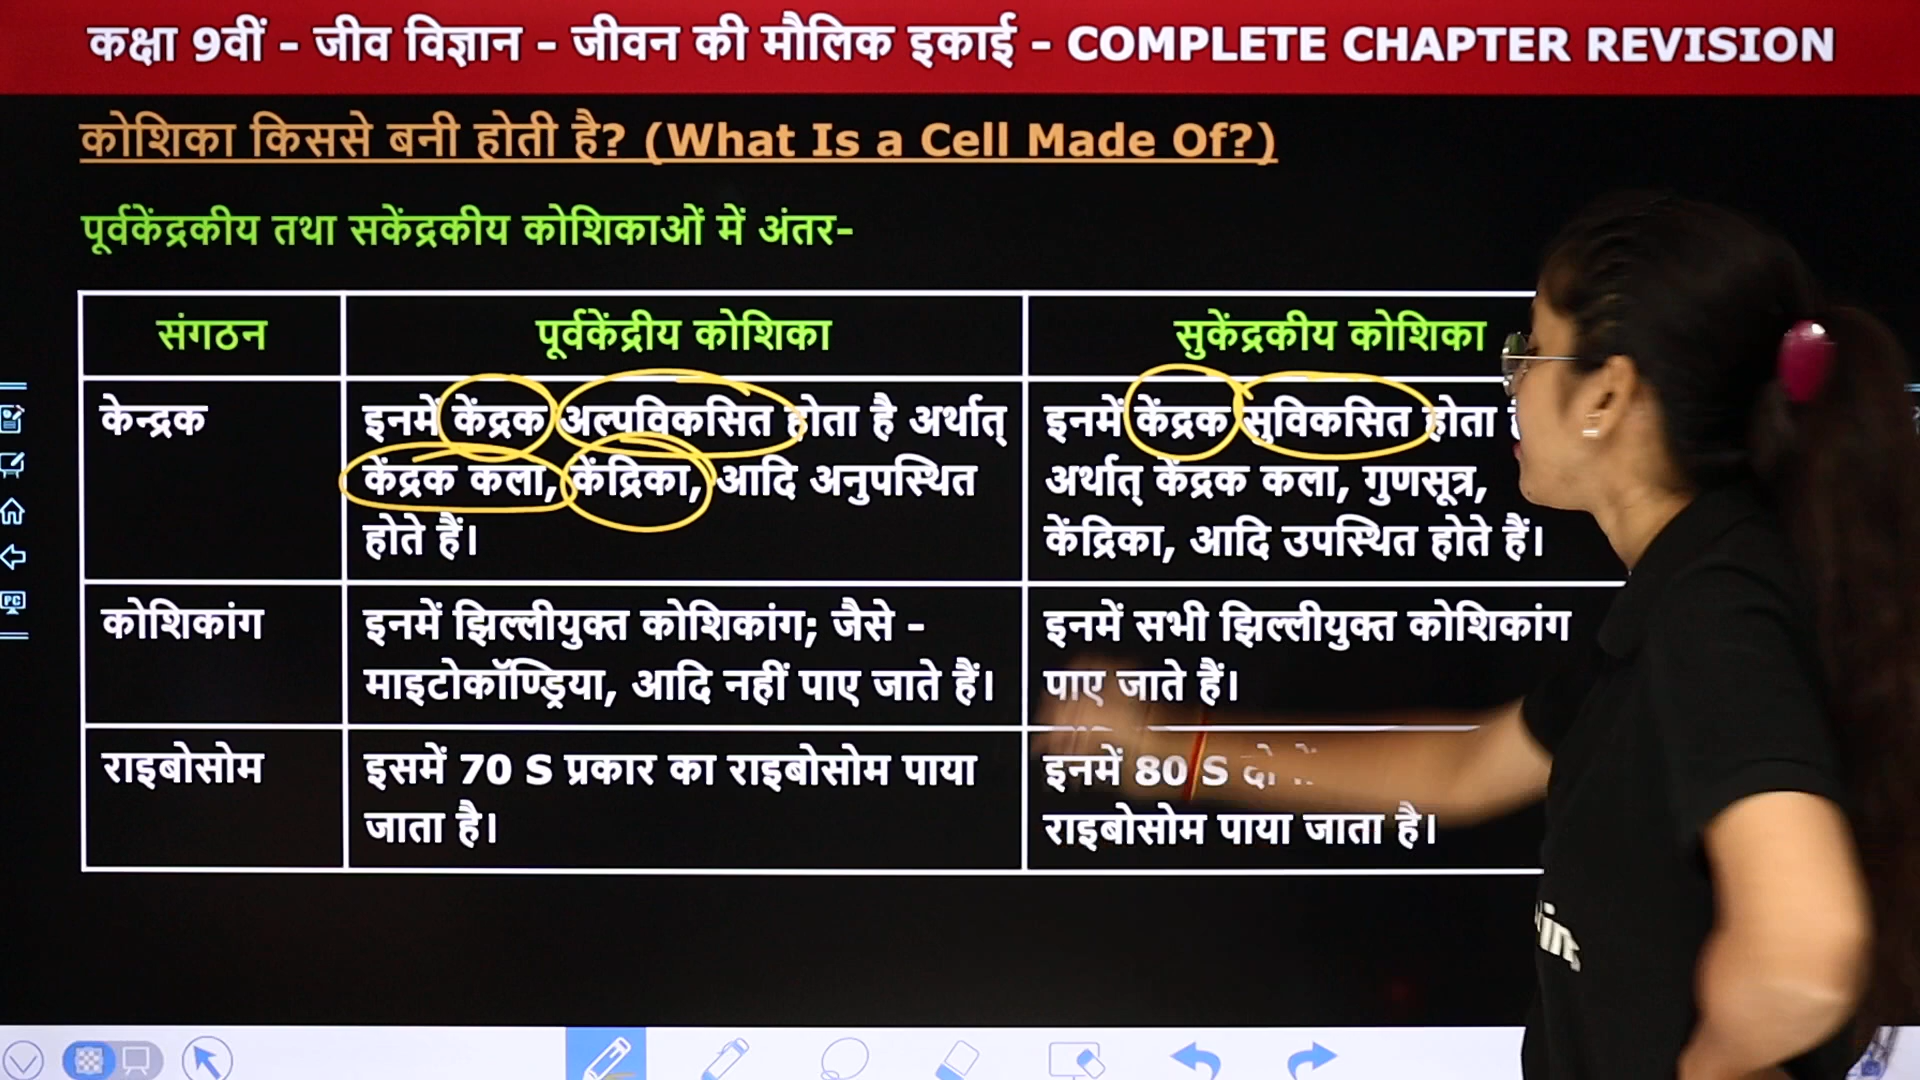 कक्षा 9वीं - जीव विज्ञान - जीवन की मौलिक इकाई - COMPLETE CHAPTER REVISION
कोशिका किससे बनी होती है? (What Is a Cell Made Of?)
पूर्वकेंद्रकीय तथा सकेंद्रकीय कोशिकाओं में अंतर-
संगठन
पूर्वकेंद्रीय कोशिका
सुकेंद्रकीय कोशिका
केन्द्रक
इनमें केंद्रक अल्पविकसित होता है अर्थात्
केंद्रक कला, केंद्रिका, आदि अनुपस्थित
होते हैं।
इनमें केंद्रक सुविकसित होता
अर्थात् केंद्रक कला, गुणसूत्र,
केंद्रिका, आदि उपस्थित होते हैं।
कोशिकांग
इनमें झिल्लीयुक्त कोशिकांग; जैसे -
माइटोकॉण्ड्रिया, आदि नहीं पाए जाते हैं।
इनमें सभी झिल्लीयुक्त कोशिकांग
पाए जाते हैं।
राइबोसोम
इसमें 70 S प्रकार का राइबोसोम पाया
जाता है।
इनमें 80 S
राइबोसोम पाया जाता है।
PC